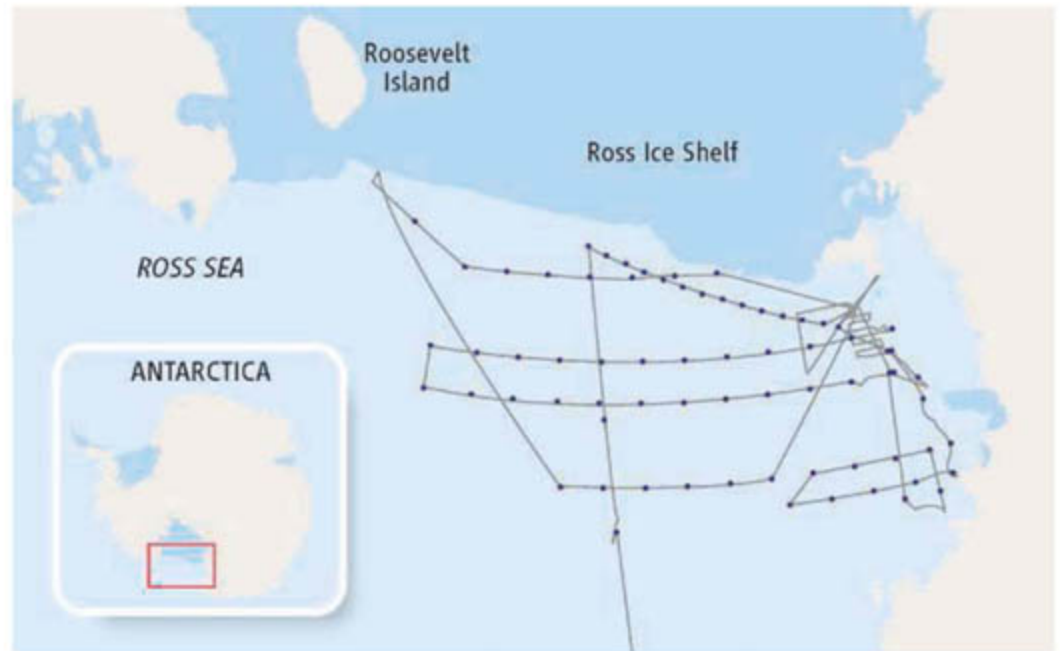 Roosevelt
Island
Ross Ice Shelf
ROSS SEA
ANTARCTICA